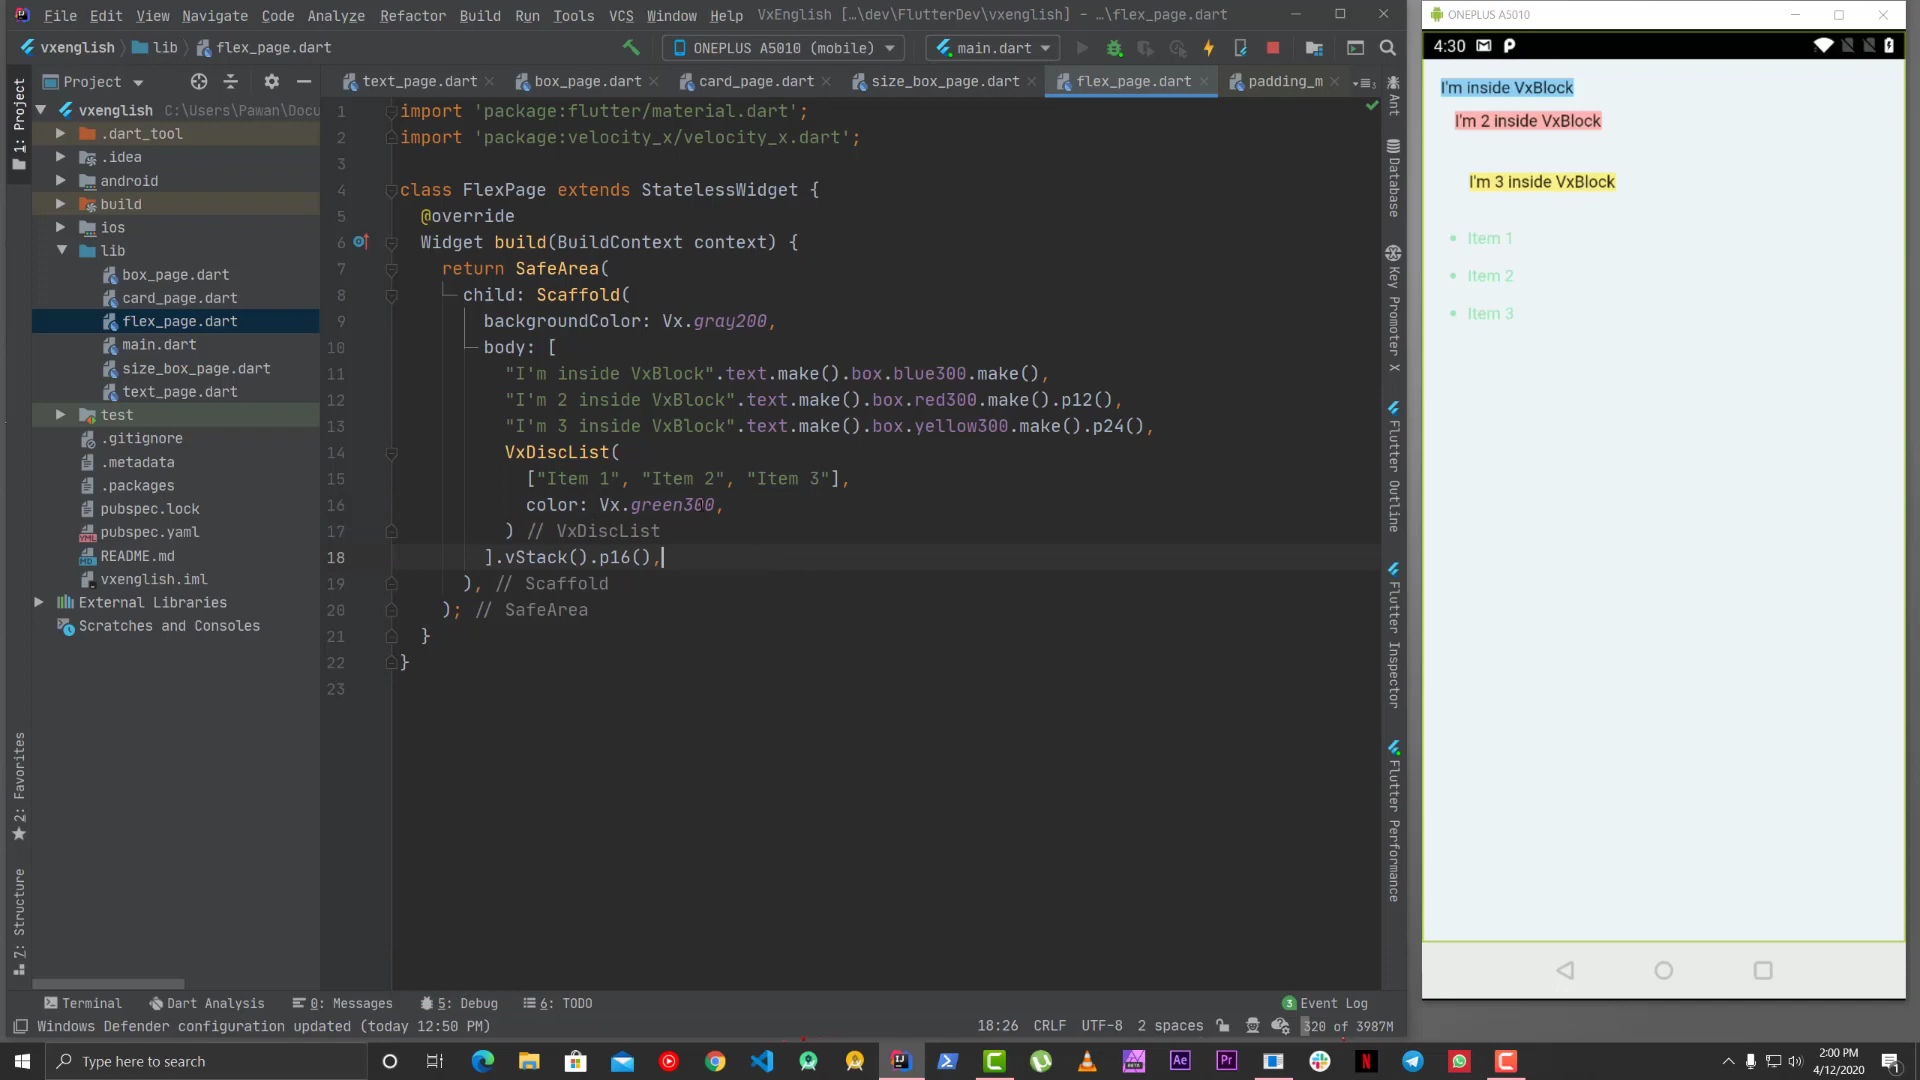 File Edit View Navigate Code Analyze Refactor Build Run Tools VCS Window Help VxEnglish [...\dev\FlutterDev\vxenglish] - ...\flex_page.dart
vxenglish lib flex_page.dart ONEPLUS A5010 (mobile) main.dart
Project text_page.dart box_page.dart card_page.dart size_box_page.dart flex_page.dart padding_m
vxenglish C:\Users\Pawan\Docu
.dart_tool
.idea
android
build
ios
lib
box_page.dart
card_page.dart
flex_page.dart
main.dart
size_box_page.dart
text_page.dart
test
.gitignore
.metadata
.packages
pubspec.lock
pubspec.yaml
README.md
vxenglish.iml
External Libraries
Scratches and Consoles
1: Project
2: Favorites
7: Structure
1 import 'package:flutter/material.dart';
2 import 'package:velocity_x/velocity_x.dart';
3
4 class FlexPage extends StatelessWidget {
5 @override
6 Widget build(BuildContext context) {
7 return SafeArea(
8 child: Scaffold(
9 backgroundColor: Vx.gray200,
10 body: [
11 "I'm inside VxBlock".text.make().box.blue300.make(),
12 "I'm 2 inside VxBlock".text.make().box.red300.make().p12(),
13 "I'm 3 inside VxBlock".text.make().box.yellow300.make().p24(),
14 VxDiscList(
15 ["Item 1", "Item 2", "Item 3"],
16 color: Vx.green300,
17 ) // VxDiscList
18 ].vStack().p16(),
19 ), // Scaffold
20 ); // SafeArea
21 }
22 }
23
Ant
Database
Key Promoter X
Flutter Outline
Flutter Inspector
Flutter Performance
ONEPLUS A5010
4:30
I'm inside VxBlock
I'm 2 inside VxBlock
I'm 3 inside VxBlock
• Item 1
• Item 2
• Item 3
Terminal Dart Analysis 0: Messages 5: Debug 6: TODO 3 Event Log
Windows Defender configuration updated (today 12:50 PM) 18:26 CRLF UTF-8 2 spaces 320 of 3987M
Type here to search
2:00 PM
4/12/2020